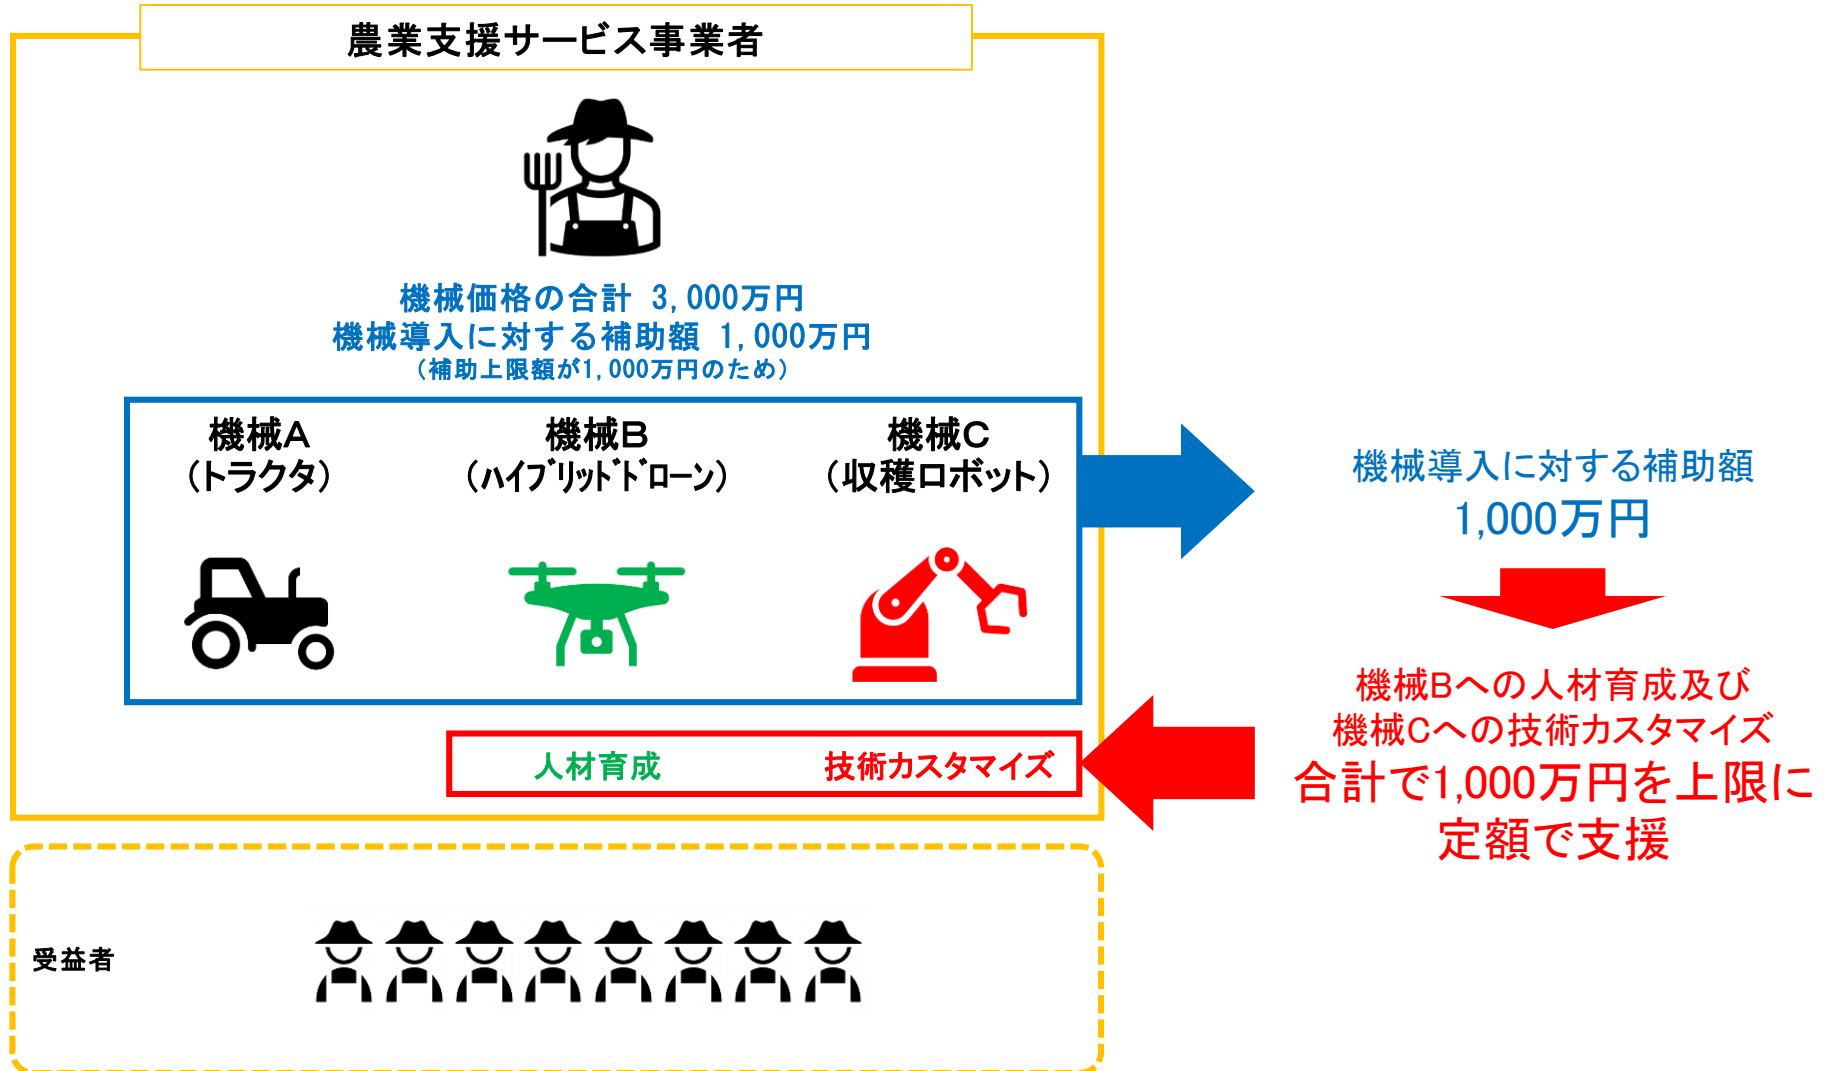 農業支援サービス事業者
機械価格の合計 3,000万円
機械導入に対する補助額 1,000万円
(補助上限額が1,000万円のため)
機械A
(トラクタ)
機械B
(ﾊｲﾌﾞﾘｯﾄﾞﾄﾞﾛｰﾝ)
機械C
(収穫ロボット)
人材育成
技術カスタマイズ
機械導入に対する補助額
1,000万円
機械Bへの人材育成及び
機械Cへの技術カスタマイズ
合計で1,000万円を上限に
定額で支援
受益者